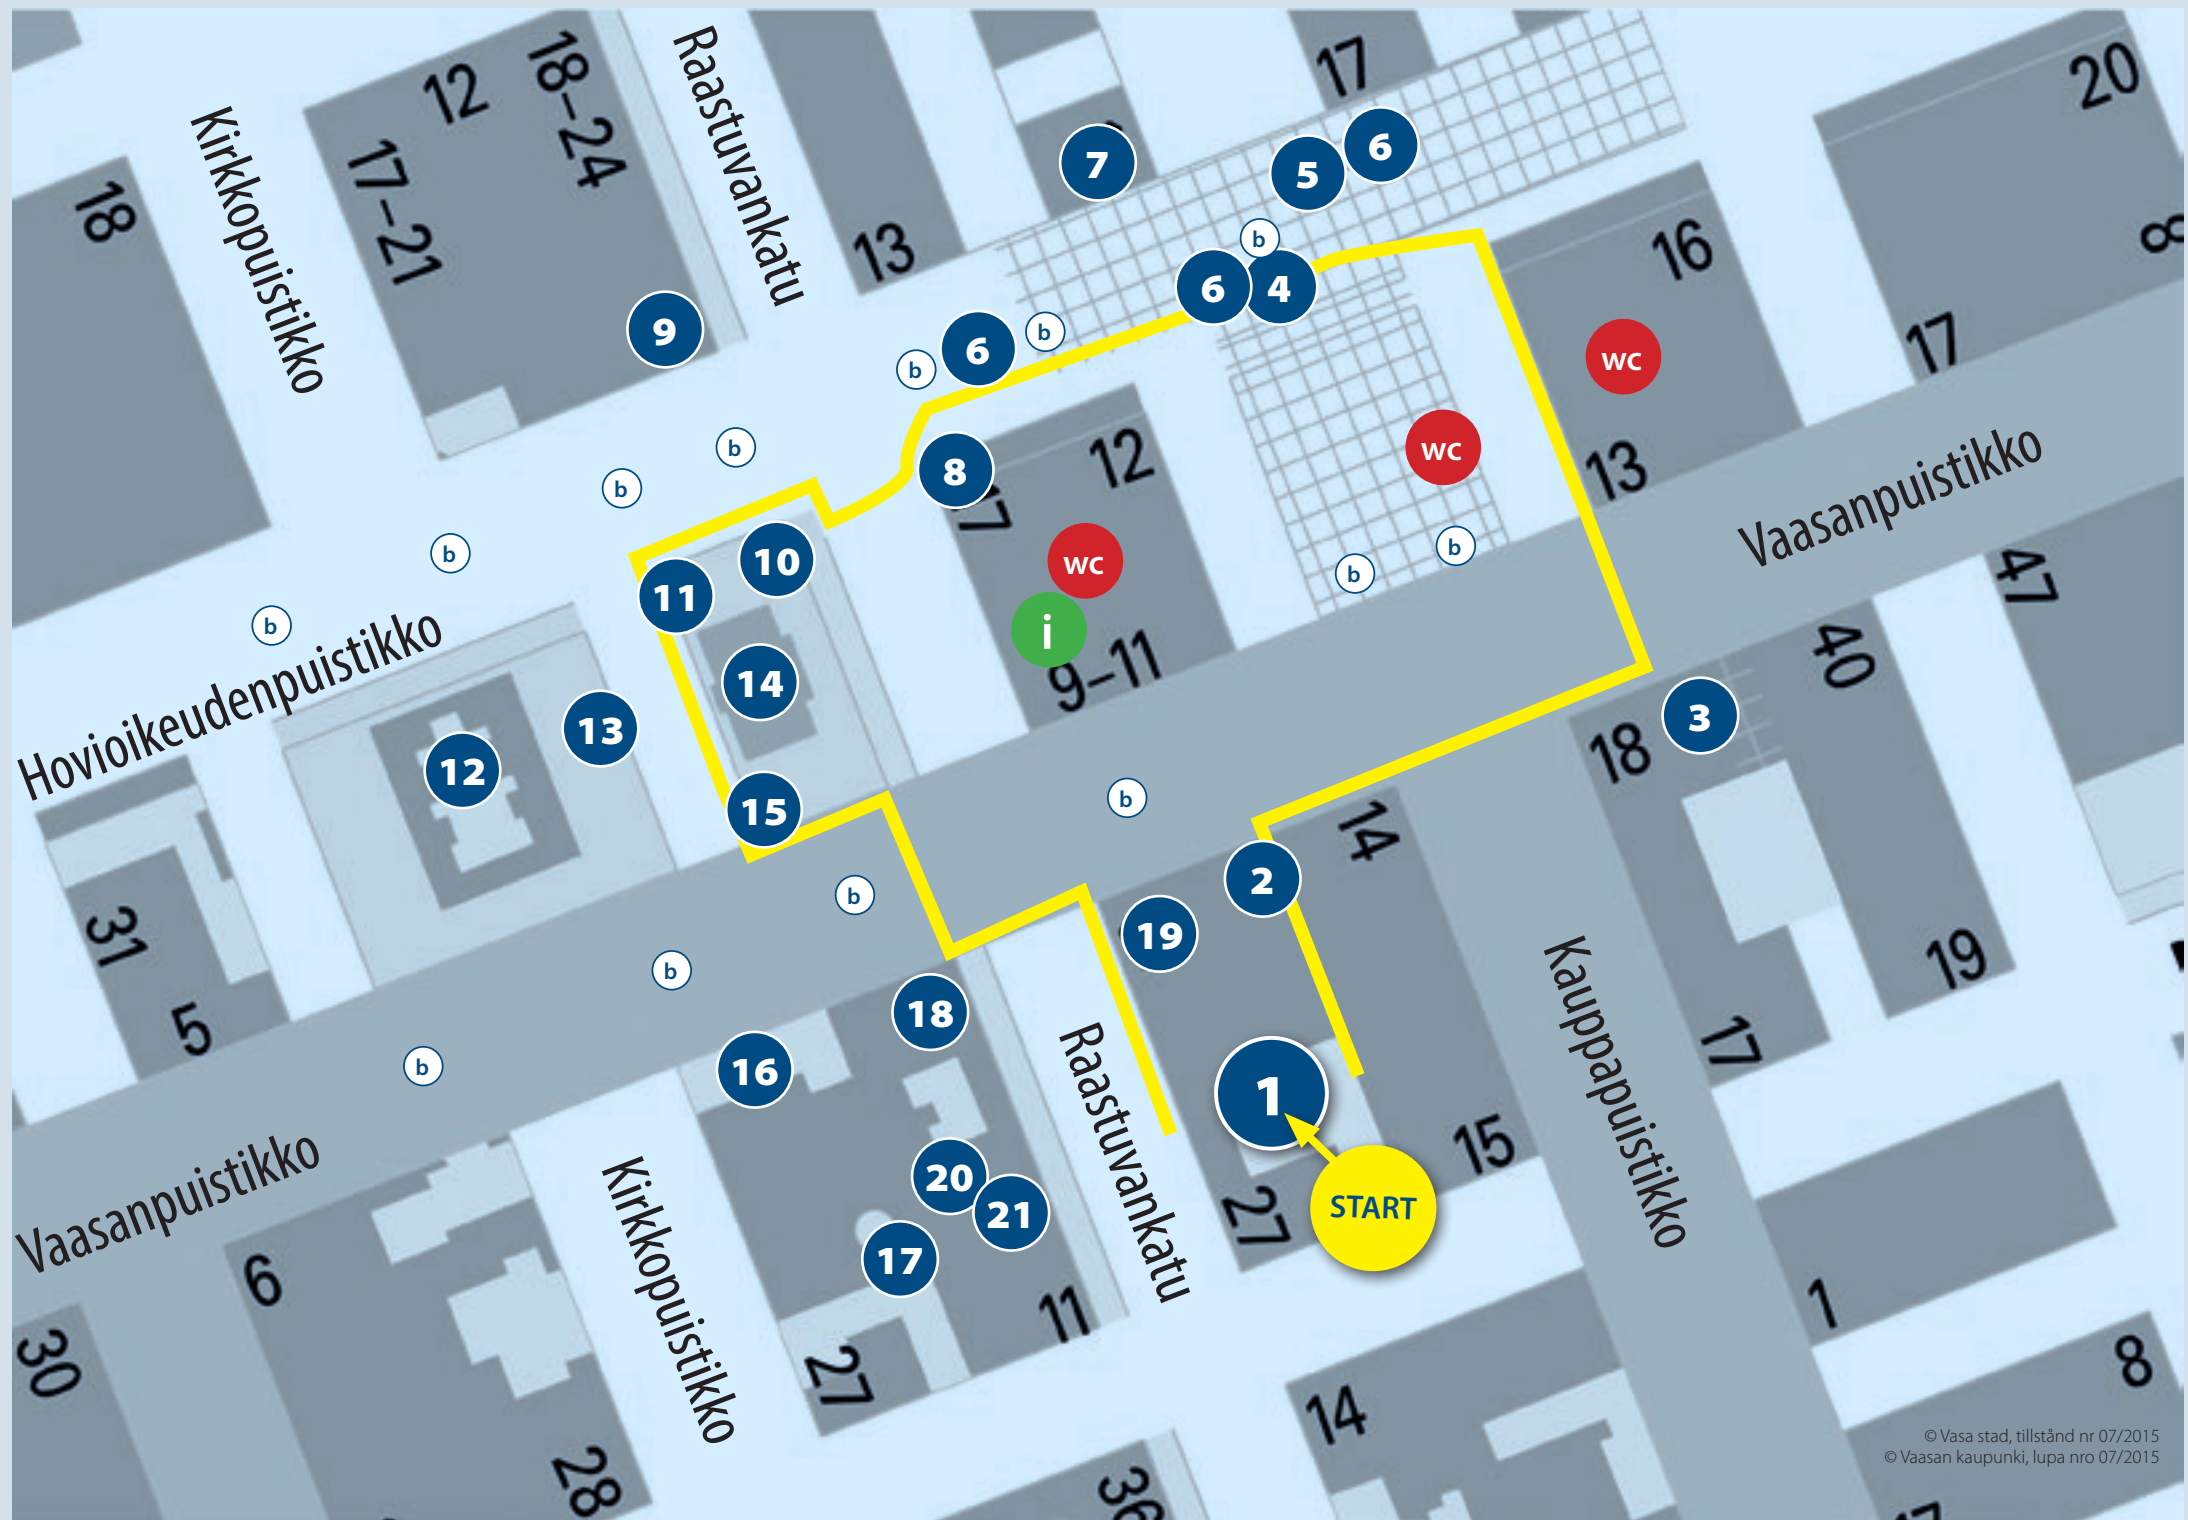 12
18–24
17–21
18
Kirkkopuistikko
Raastuvankatu
13
17
20
7
5
6
16
8
9
6
b
6
4
b
b
17
wc
b
b
8
12
17
wc
13
Vaasanpuistikko
b
b
10
11
wc
i
9–11
b
b
47
40
Hovioikeudenpuistikko
14
13
12
15
3
18
b
14
2
19
b
31
5
b
18
16
b
19
17
Kauppapuistikko
Raastuvankatu
1
START
15
27
Vaasanpuistikko
Kirkkopuistikko
20
21
17
11
27
6
30
28
1
8
14
36
17
© Vasa stad, tillstånd nr 07/2015
© Vaasan kaupunki, lupa nro 07/2015